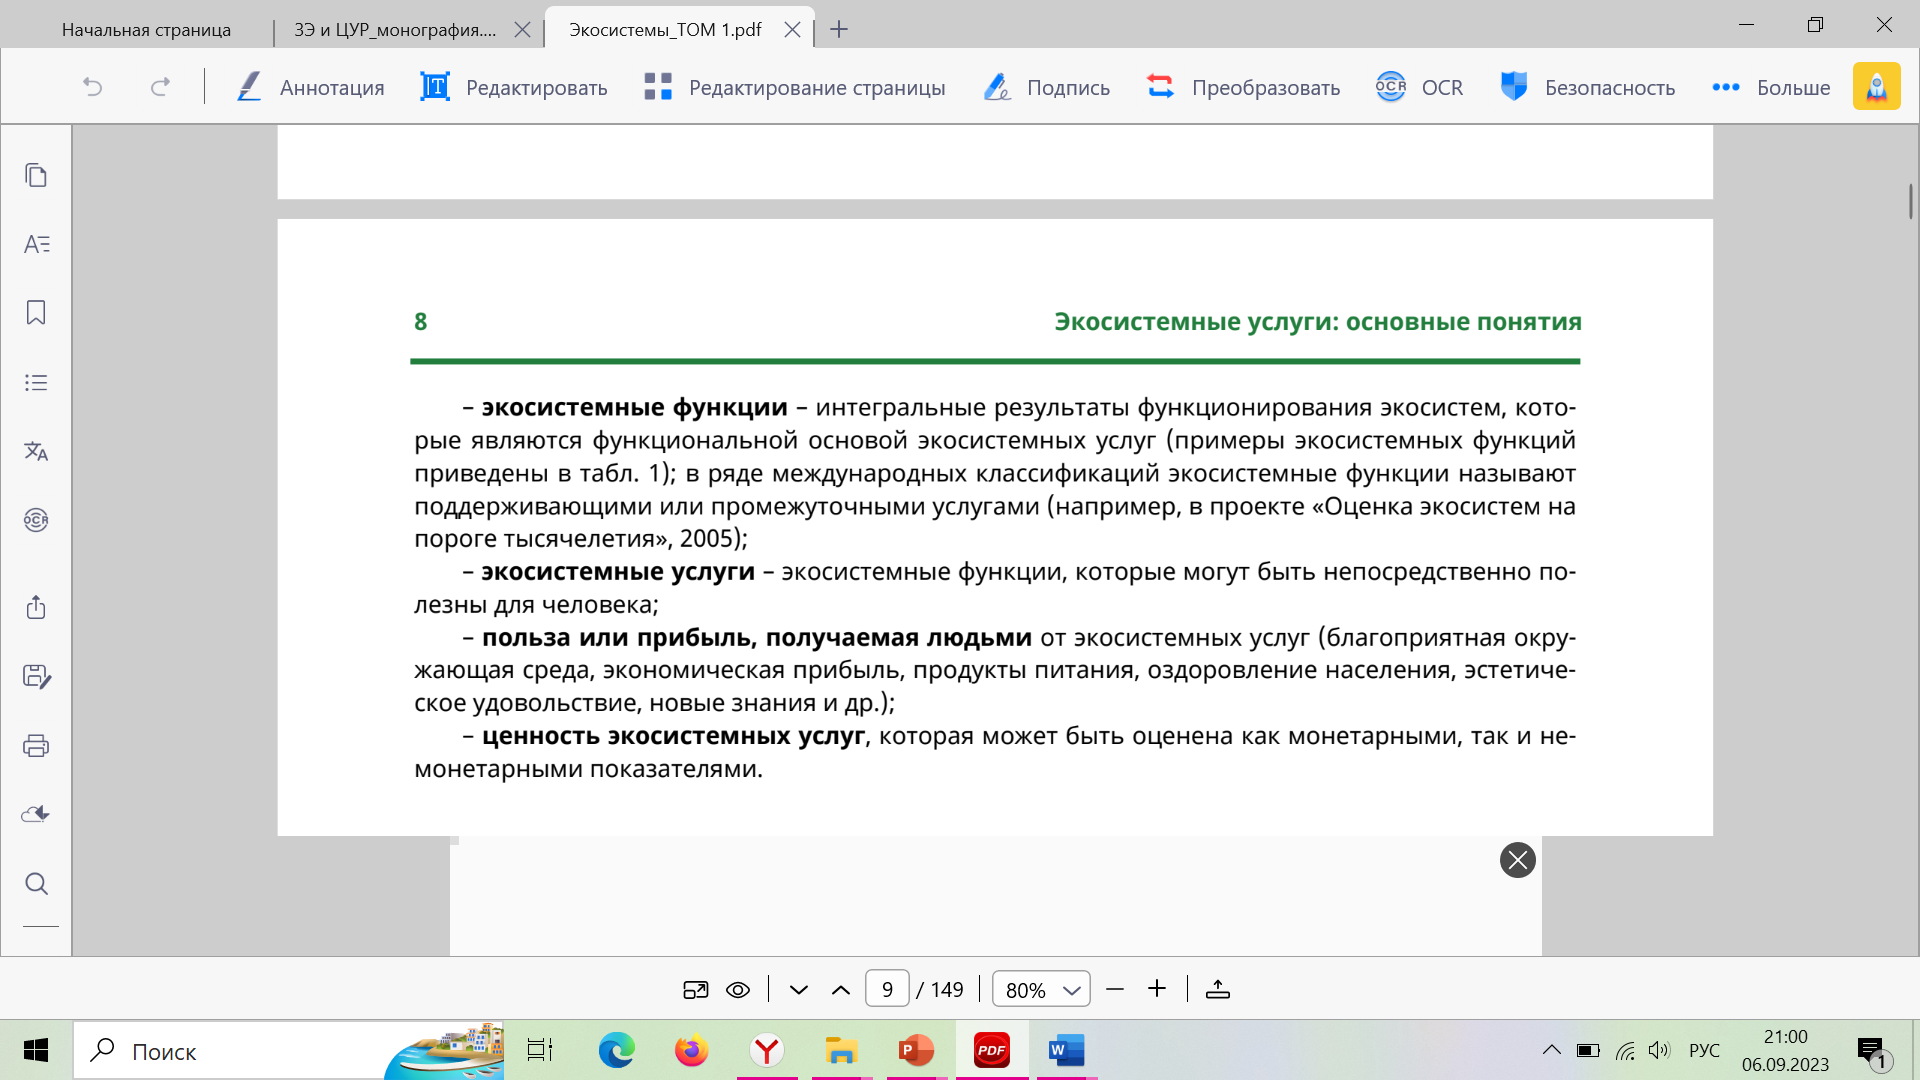 Начальная страница
ЗЭ и ЦУР_монография....
Экосистемы_ТОМ 1.pdf
Аннотация
Редактировать
Редактирование страницы
Подпись
Преобразовать
OCR
OCR
Безопасность
Больше
8
Экосистемные услуги: основные понятия
– экосистемные функции – интегральные результаты функционирования экосистем, кото-
рые являются функциональной основой экосистемных услуг (примеры экосистемных функций
приведены в табл. 1); в ряде международных классификаций экосистемные функции называют
поддерживающими или промежуточными услугами (например, в проекте «Оценка экосистем на
пороге тысячелетия», 2005);
– экосистемные услуги – экосистемные функции, которые могут быть непосредственно по-
лезны для человека;
– польза или прибыль, получаемая людьми от экосистемных услуг (благоприятная окру-
жающая среда, экономическая прибыль, продукты питания, оздоровление населения, эстетиче-
ское удовольствие, новые знания и др.);
– ценность экосистемных услуг, которая может быть оценена как монетарными, так и не-
монетарными показателями.
OCR
9 / 149
80%
Поиск
PDF
РУС
21:00
06.09.2023
1